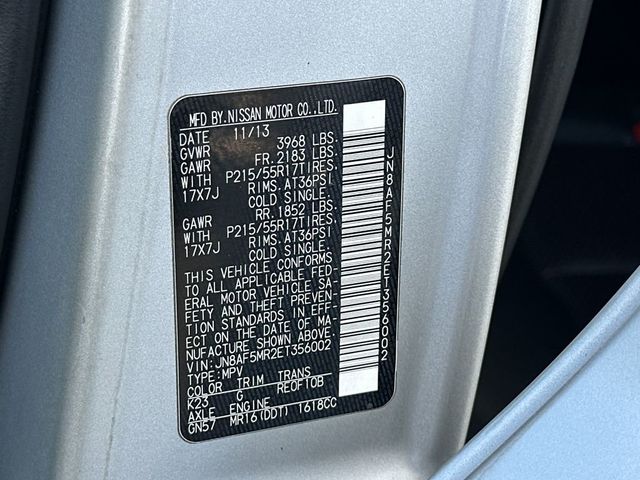 MFD BY.NISSAN MOTOR CO.,LTD.
DATE 11/13
GVWR 3968 LBS.
GAWR FR. 2183 LBS.
WITH P215/55R17TIRES,
17X7J RIMS. AT36PSI
COLD SINGLE.
GAWR RR. 1852 LBS.
WITH P215/55R17TIRES,
17X7J RIMS. AT36PSI
COLD SINGLE.
THIS VEHICLE CONFORMS
TO ALL APPLICABLE FED-
ERAL MOTOR VEHICLE SA-
FETY AND THEFT PREVEN-
TION STANDARDS IN EFF-
ECT ON THE DATE OF MA-
NUFACTURE SHOWN ABOVE.
VIN:JN8AF5MR2ET356002
TYPE:MPV
COLOR TRIM TRANS
K23 G RE0F10B
AXLE ENGINE
GN57 MR16(DDT) 1618CC
JN8AF5MR2ET356002